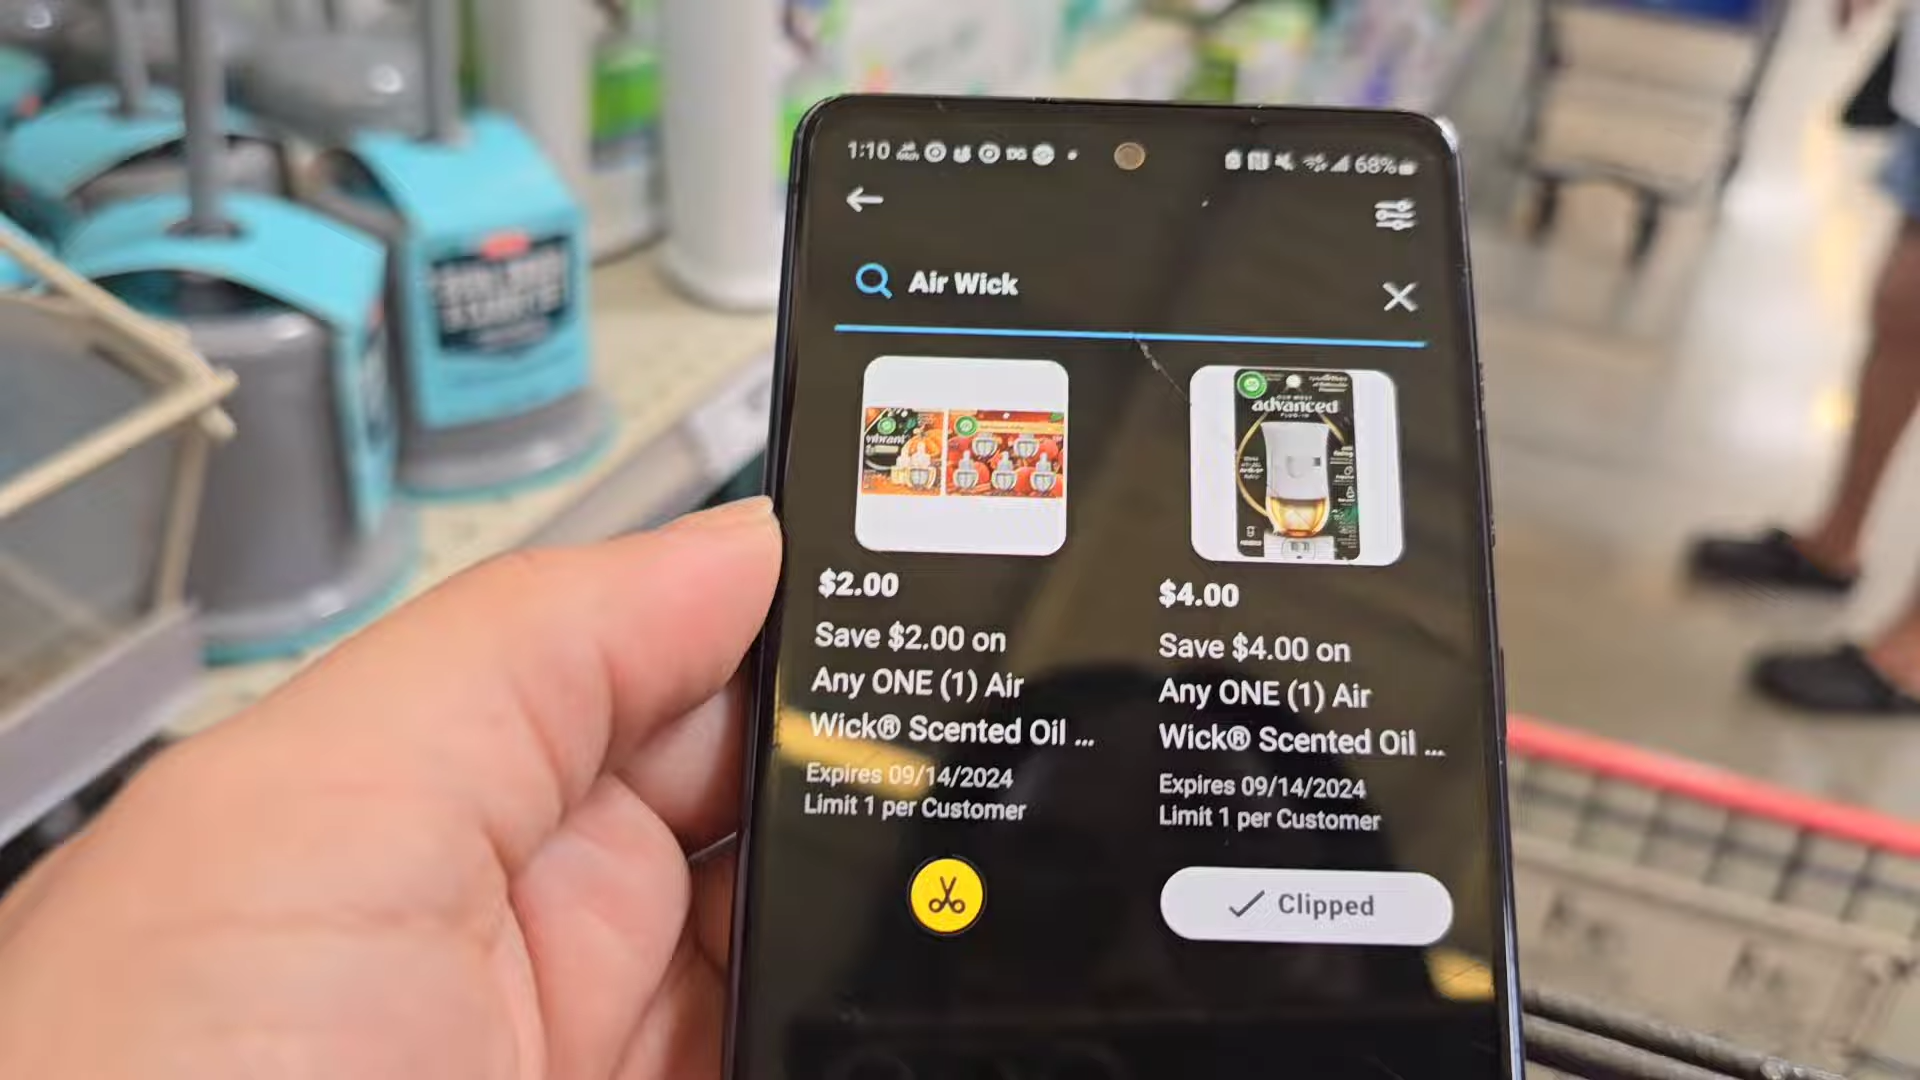 1:10
68%
Air Wick
vibrant
advanced
$2.00
Save $2.00 on
Any ONE (1) Air
Wick® Scented Oil ...
Expires 09/14/2024
Limit 1 per Customer
$4.00
Save $4.00 on
Any ONE (1) Air
Wick® Scented Oil ...
Expires 09/14/2024
Limit 1 per Customer
Clipped